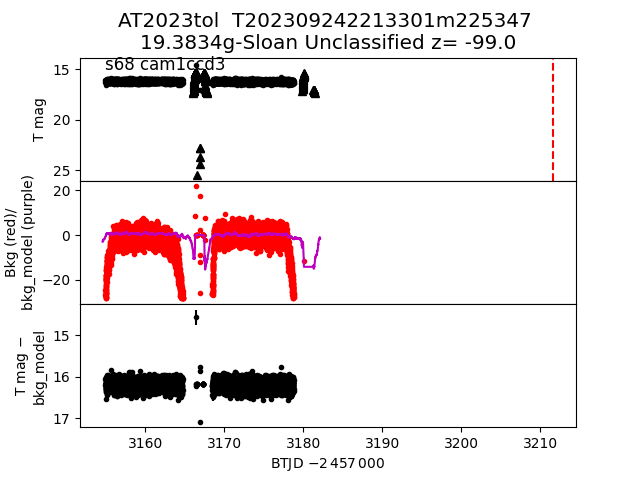 AT2023tol  T202309242213301m225347
19.3834g-Sloan Unclassified z= -99.0
s68 cam1ccd3
15
20
25
T mag
20
0
−20
Bkg (red)/
bkg_model (purple)
15
16
17
T mag −
bkg_model
3160
3170
3180
3190
3200
3210
BTJD −2 457 000